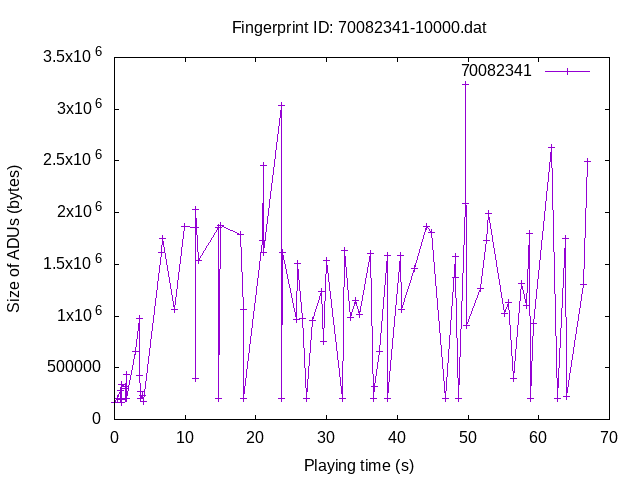 Fingerprint ID: 70082341-10000.dat
70082341
3.5x10^6
3x10^6
2.5x10^6
2x10^6
1.5x10^6
1x10^6
500000
0
Size of ADUs (bytes)
0 10 20 30 40 50 60 70
Playing time (s)